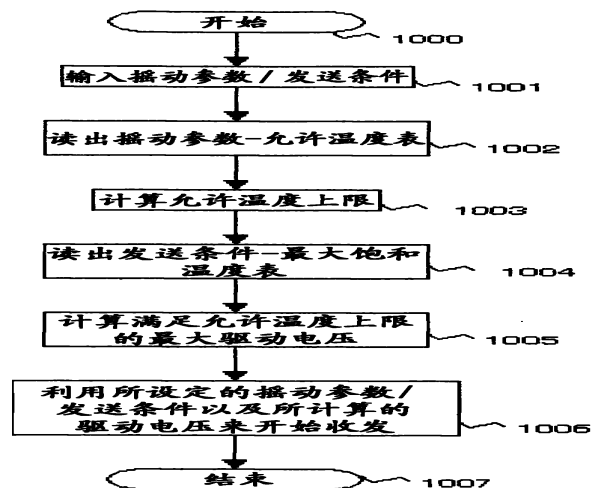 开始
1000
输入摇动参数/发送条件
1001
读出摇动参数-允许温度表
1002
计算允许温度上限
1003
读出发送条件-最大饱和
温度表
1004
计算满足允许温度上限
的最大驱动电压
1005
利用所设定的摇动参数/
发送条件以及所计算的
驱动电压来开始收发
1006
结束
1007